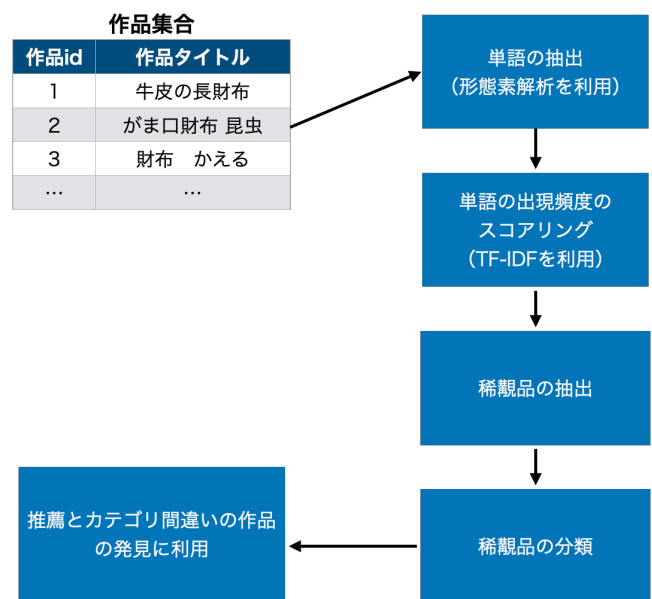 作品集合
作品id 作品タイトル
1 牛皮の長財布
2 がま口財布 昆虫
3 財布　かえる
… …
単語の抽出
（形態素解析を利用）
単語の出現頻度の
スコアリング
（TF-IDFを利用）
稀覯品の抽出
稀覯品の分類
推薦とカテゴリ間違いの作品
の発見に利用